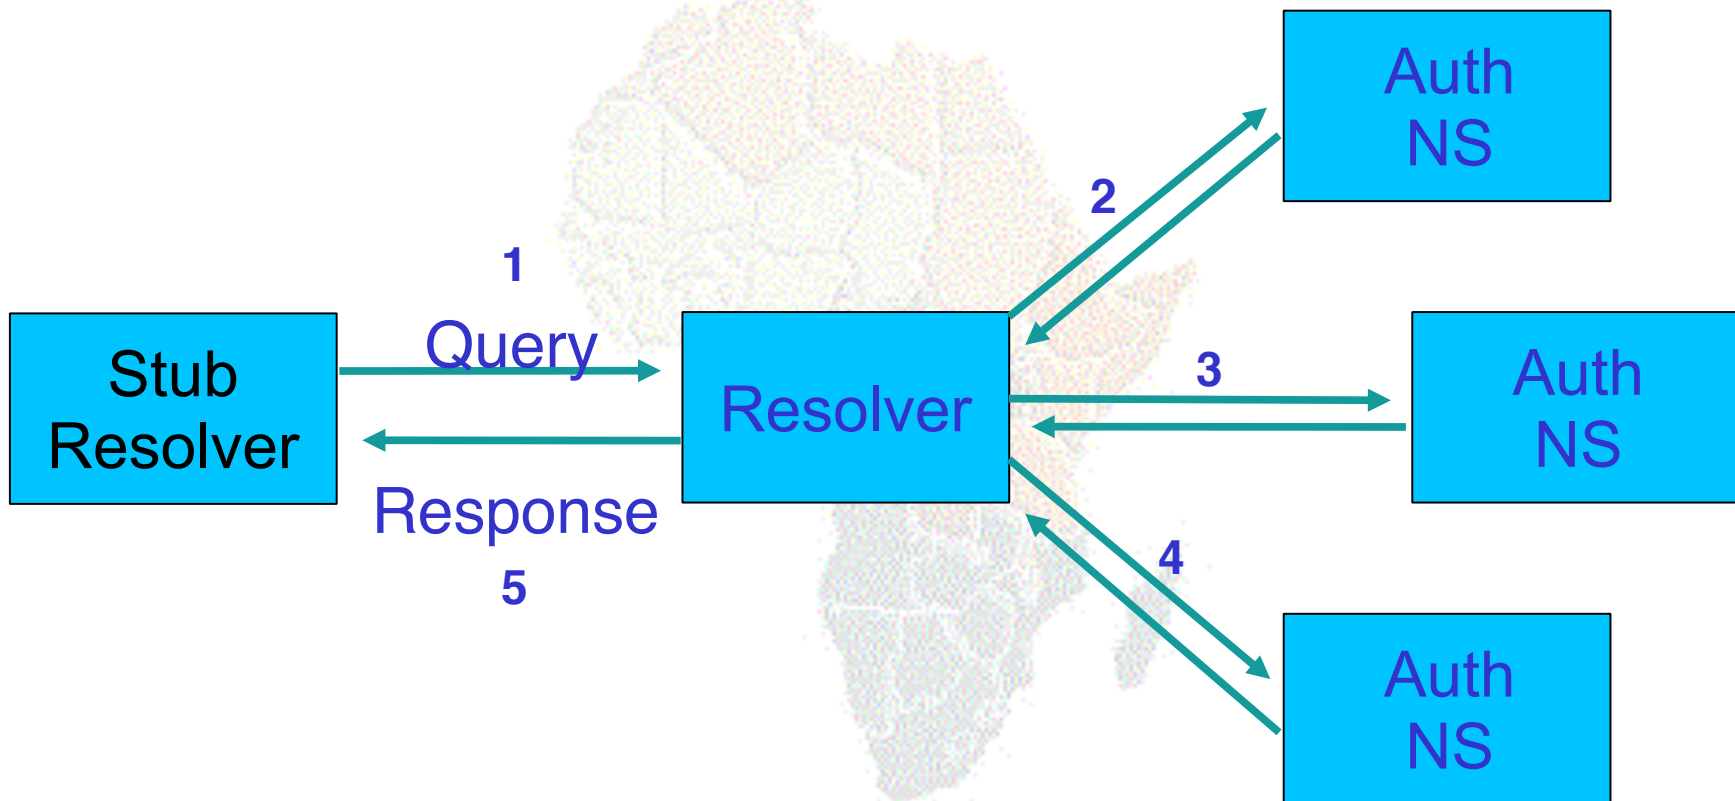 Auth
NS
2
1
Query
Stub
Resolver
Resolver
3
Auth
NS
Response
5
4
Auth
NS